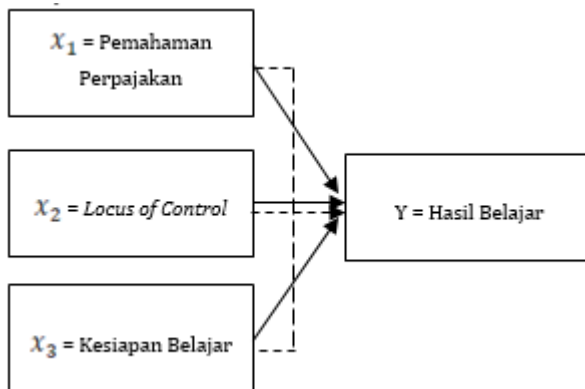 X₁ = Pemahaman
Perpajakan
X₂ = Locus of Control
Y = Hasil Belajar
X₃ = Kesiapan Belajar